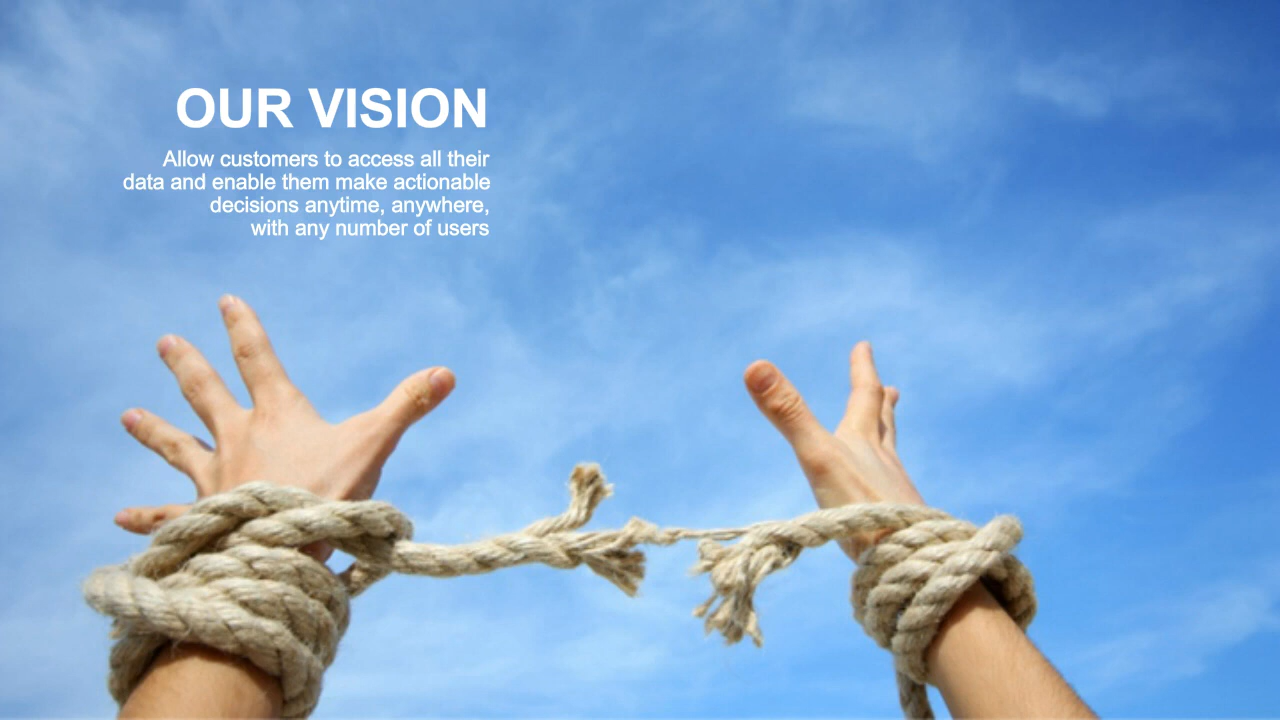 OUR VISION
Allow customers to access all their
data and enable them make actionable
decisions anytime, anywhere,
with any number of users